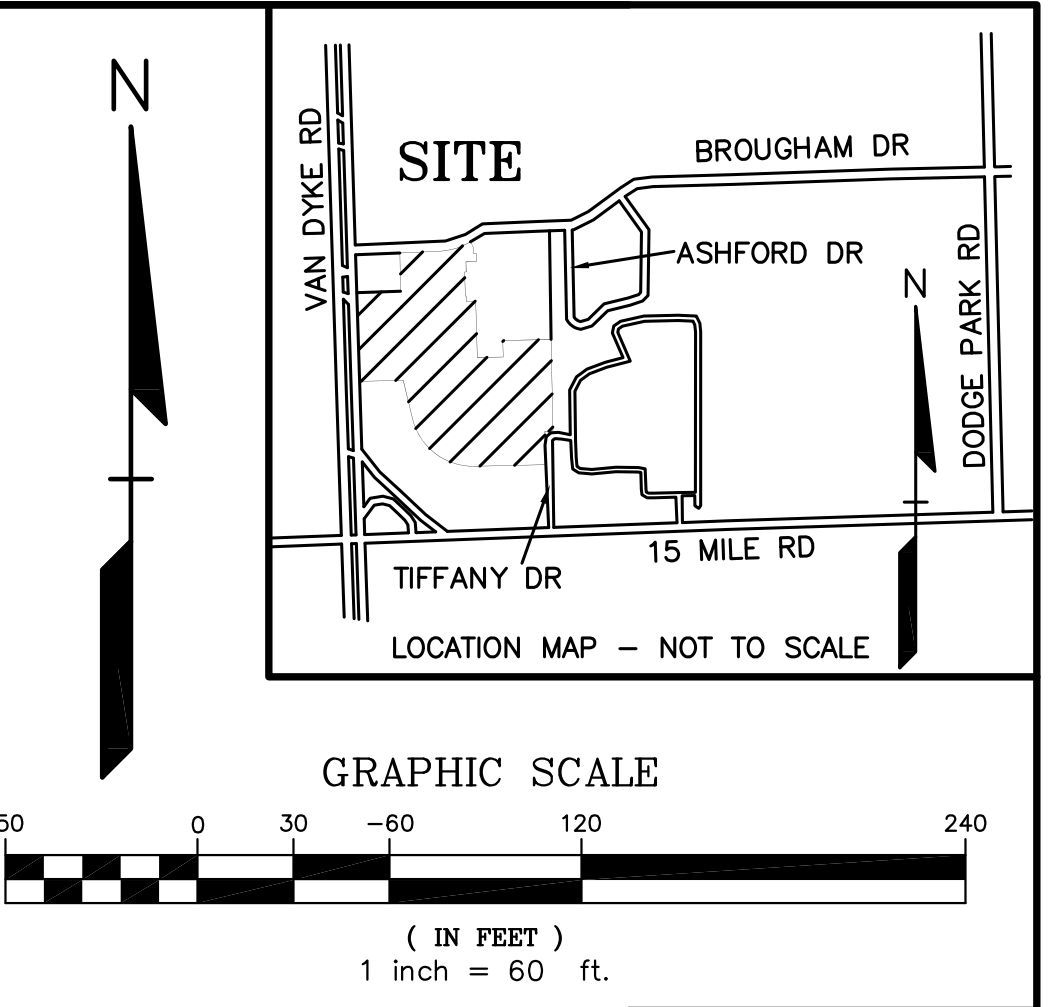 N
VAN DYKE RD
SITE
BROUGHAM DR
ASHFORD DR
N
DODGE PARK RD
15 MILE RD
TIFFANY DR
LOCATION MAP – NOT TO SCALE
GRAPHIC SCALE
0 30 –60 120 240
( IN FEET )
1 inch = 60 ft.